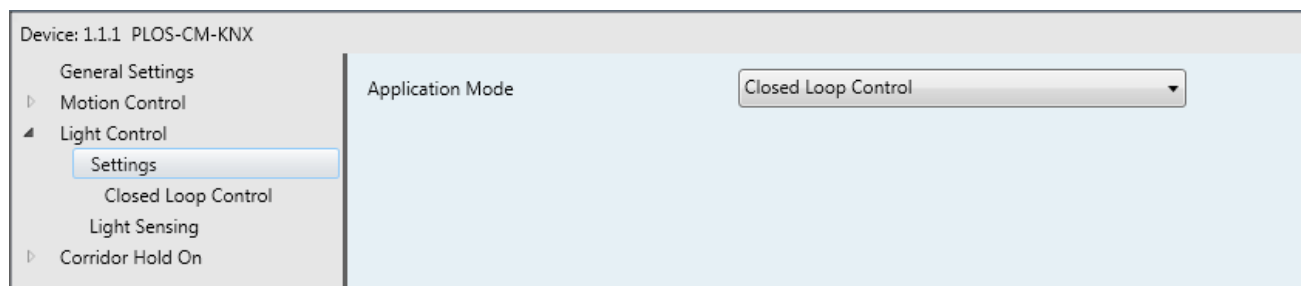 Device: 1.1.1 PLOS-CM-KNX
General Settings
Motion Control
Light Control
Settings
Closed Loop Control
Light Sensing
Corridor Hold On
Application Mode
Closed Loop Control